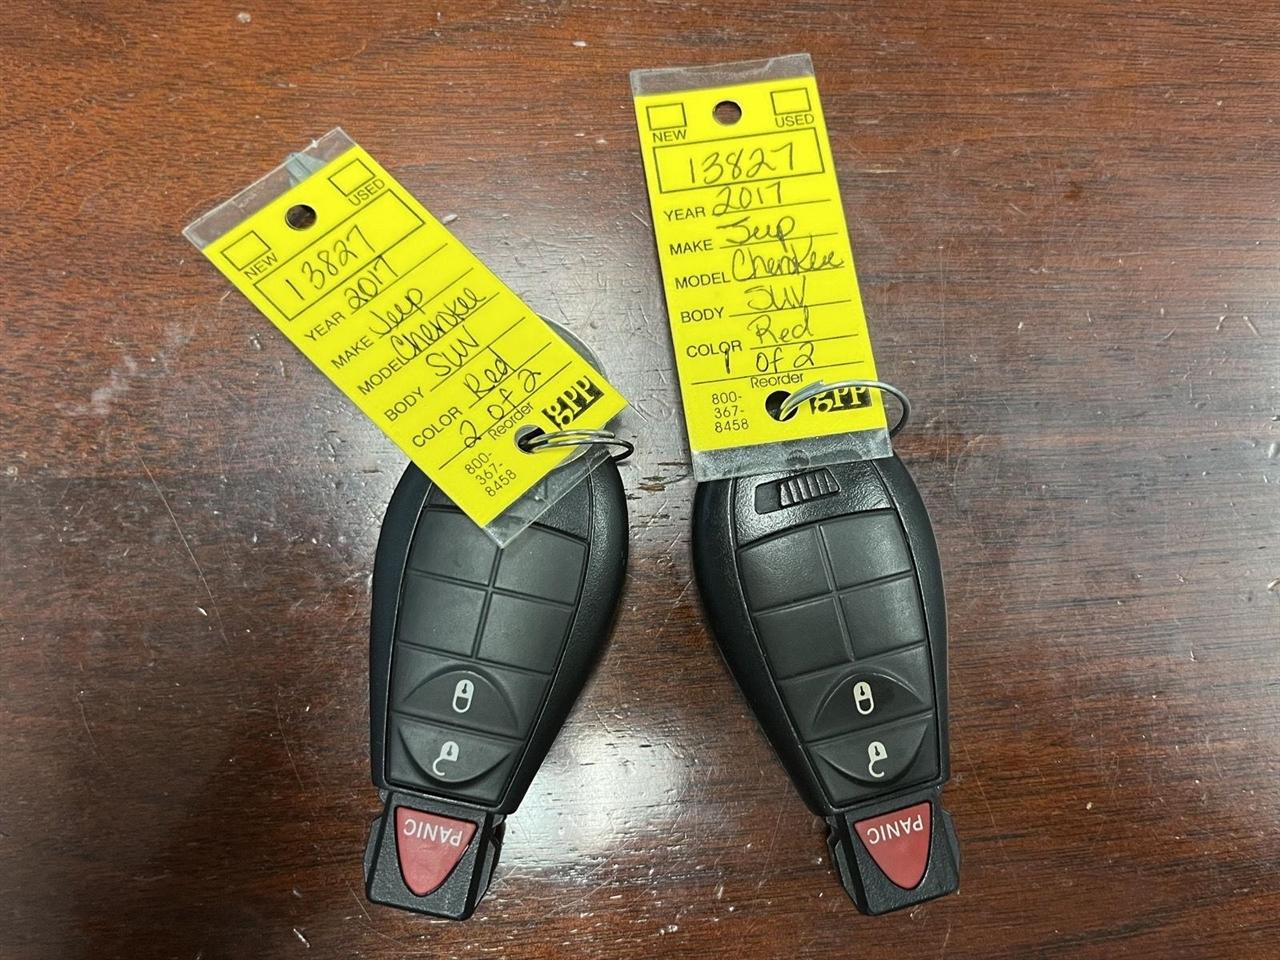 NEW USED
13827
YEAR 2017
MAKE Jeep
MODEL Cherokee
BODY SUV
COLOR Red
2 of 2
Reorder
800-
367-
8458
gPP
PANIC
NEW USED
13827
YEAR 2017
MAKE Jeep
MODEL Cherokee
BODY SUV
COLOR Red
1 of 2
Reorder
800-
367-
8458
gPP
PANIC